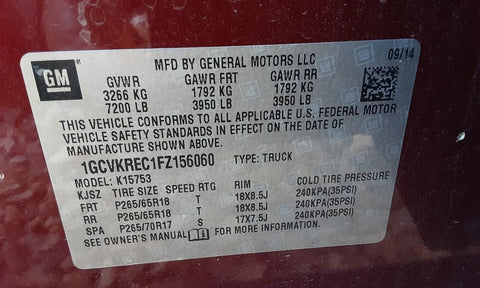 GM
MFD BY GENERAL MOTORS LLC
09/14
GVWR GAWR FRT GAWR RR
3266 KG 1792 KG 1792 KG
7200 LB 3950 LB 3950 LB
THIS VEHICLE CONFORMS TO ALL APPLICABLE U.S. FEDERAL MOTOR
VEHICLE SAFETY STANDARDS IN EFFECT ON THE DATE OF
MANUFACTURE SHOWN ABOVE.
1GCVKREC1FZ156060 TYPE: TRUCK
MODEL: K15753
KJSZ TIRE SIZE SPEED RTG RIM COLD TIRE PRESSURE
FRT P265/65R18 T 18X8.5J 240KPA(35PSI)
RR P265/65R18 T 18X8.5J 240KPA(35PSI)
SPA P265/70R17 S 17X7.5J 240KPA(35PSI)
SEE OWNER'S MANUAL FOR MORE INFORMATION.